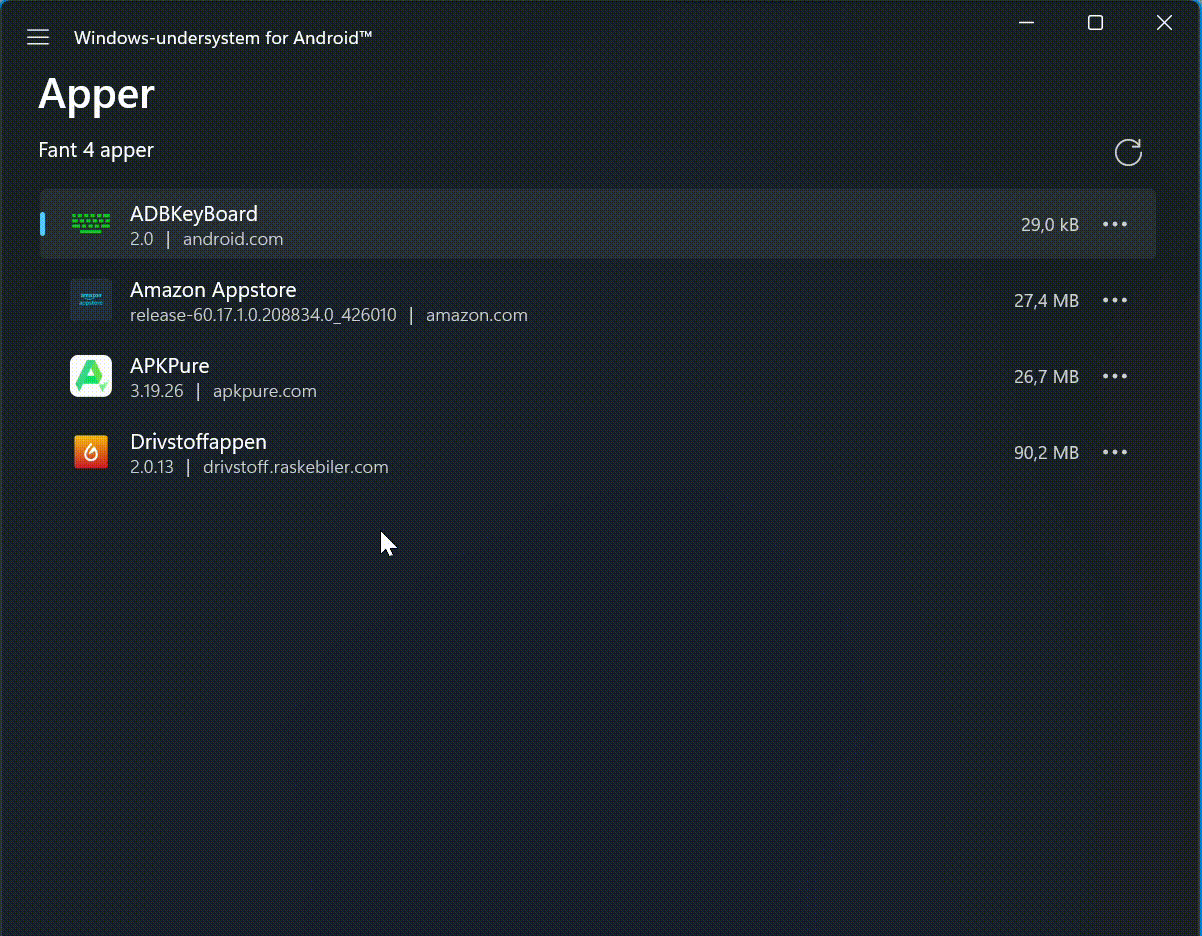 Windows-undersystem for Android™
Apper
Fant 4 apper
ADBKeyBoard
2.0 | android.com
29,0 kB
Amazon Appstore
release-60.17.1.0.208834.0_426010 | amazon.com
27,4 MB
amazon
appstore
APKPure
3.19.26 | apkpure.com
26,7 MB
Drivstoffappen
2.0.13 | drivstoff.raskebiler.com
90,2 MB